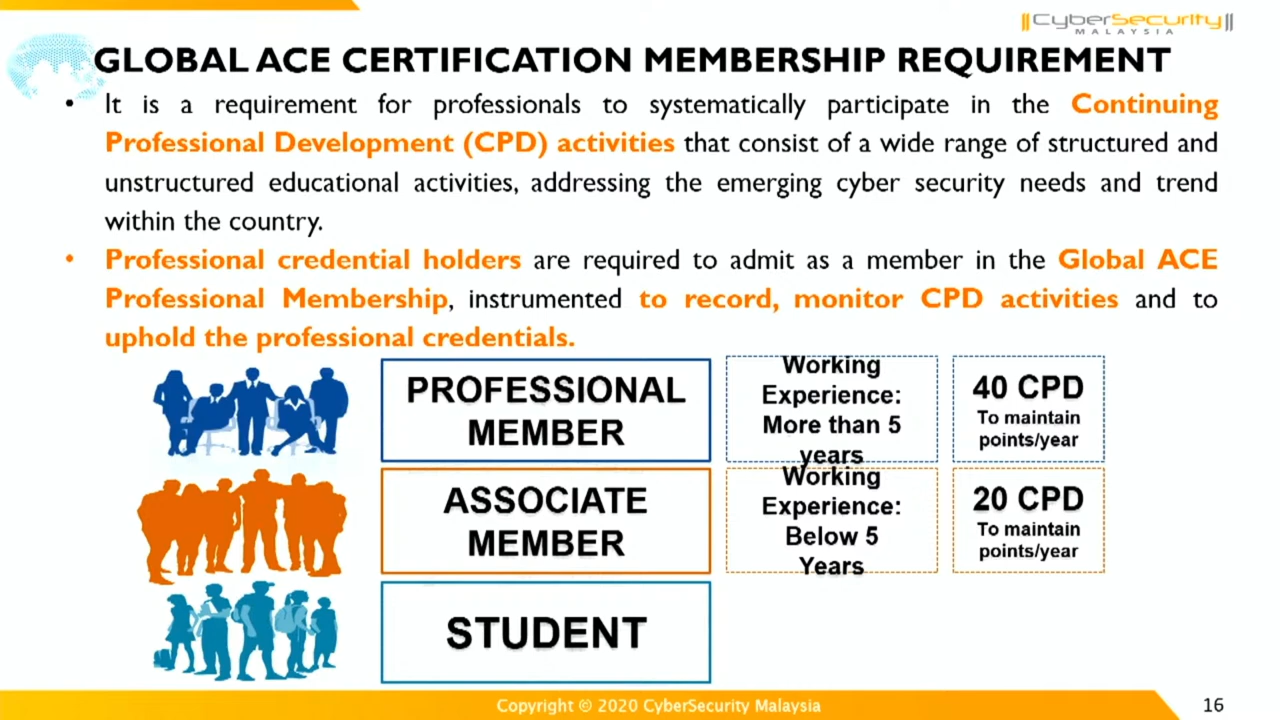 ||CyberSecurity||
MALAYSIA
GLOBAL ACE CERTIFICATION MEMBERSHIP REQUIREMENT
• It is a requirement for professionals to systematically participate in the Continuing
Professional Development (CPD) activities that consist of a wide range of structured and
unstructured educational activities, addressing the emerging cyber security needs and trend
within the country.
• Professional credential holders are required to admit as a member in the Global ACE
Professional Membership, instrumented to record, monitor CPD activities and to
uphold the professional credentials.
PROFESSIONAL
MEMBER
Working
Experience:
More than 5
years
40 CPD
To maintain
points/year
ASSOCIATE
MEMBER
Working
Experience:
Below 5
Years
20 CPD
To maintain
points/year
STUDENT
Copyright © 2020 CyberSecurity Malaysia
16